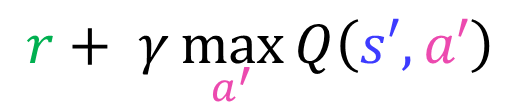 r + γ max Q(s′, a′)
a′